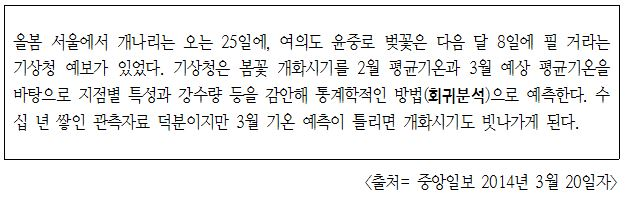 올봄 서울에서 개나리는 오는 25일에, 여의도 윤중로 벚꽃은 다음 달 8일에 필 거라는
기상청 예보가 있었다. 기상청은 봄꽃 개화시기를 2월 평균기온과 3월 예상 평균기온을
바탕으로 지점별 특성과 강수량 등을 감안해 통계학적인 방법(회귀분석)으로 예측한다. 수
십 년 쌓인 관측자료 덕분이지만 3월 기온 예측이 틀리면 개화시기도 빗나가게 된다.
<출처= 중앙일보 2014년 3월 20일자>